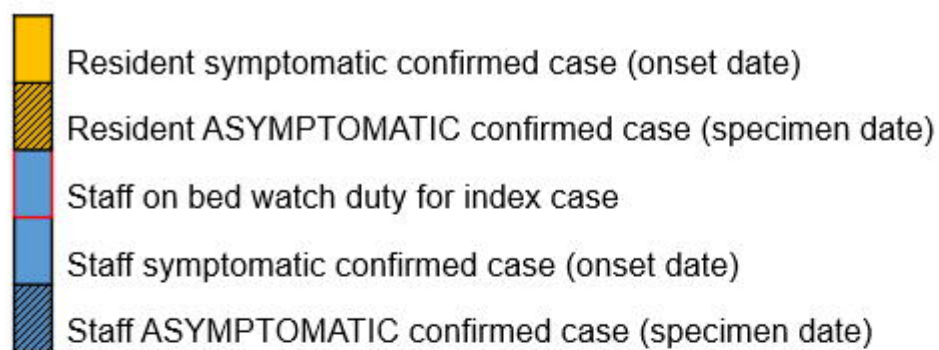 Resident symptomatic confirmed case (onset date)
Resident ASYMPTOMATIC confirmed case (specimen date)
Staff on bed watch duty for index case
Staff symptomatic confirmed case (onset date)
Staff ASYMPTOMATIC confirmed case (specimen date)